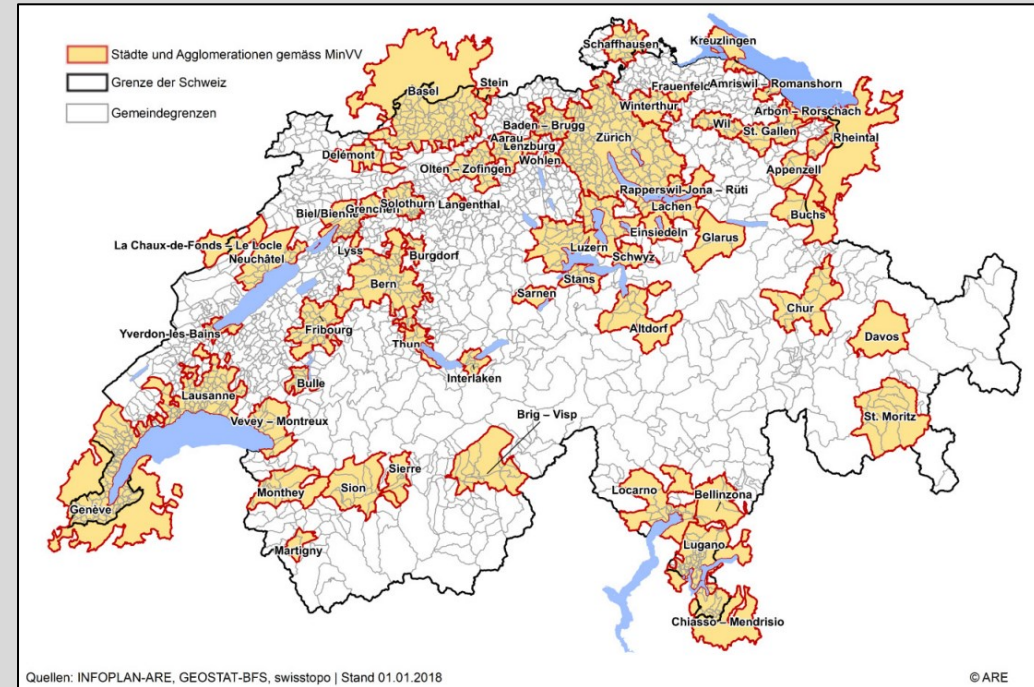 Städte und Agglomerationen gemäss MinVV
Grenze der Schweiz
Gemeindegrenzen
Schaffhausen
Kreuzlingen
Basel
Stein
Frauenfeld
Amriswil – Romanshorn
Winterthur
Arbon – Rorschach
Baden – Brugg
Wil
St. Gallen
Aarau
Zürich
Rheintal
Lenzburg
Delémont
Wohlen
Olten – Zofingen
Appenzell
Rapperswil-Jona – Rüti
Solothurn
Langenthal
Grenchen
Lachen
Biel/Bienne
Buchs
Einsiedeln
Glarus
La Chaux-de-Fonds – Le Locle
Luzern
Lyss
Burgdorf
Neuchâtel
Schwyz
Stans
Bern
Sarnen
Chur
Fribourg
Altdorf
Yverdon-les-Bains
Davos
Thun
Interlaken
Bulle
Lausanne
Brig – Visp
St. Moritz
Vevey – Montreux
Sierre
Locarno
Monthey
Sion
Bellinzona
Genève
Lugano
Martigny
Chiasso – Mendrisio
Quellen: INFOPLAN-ARE, GEOSTAT-BFS, swisstopo | Stand 01.01.2018
© ARE